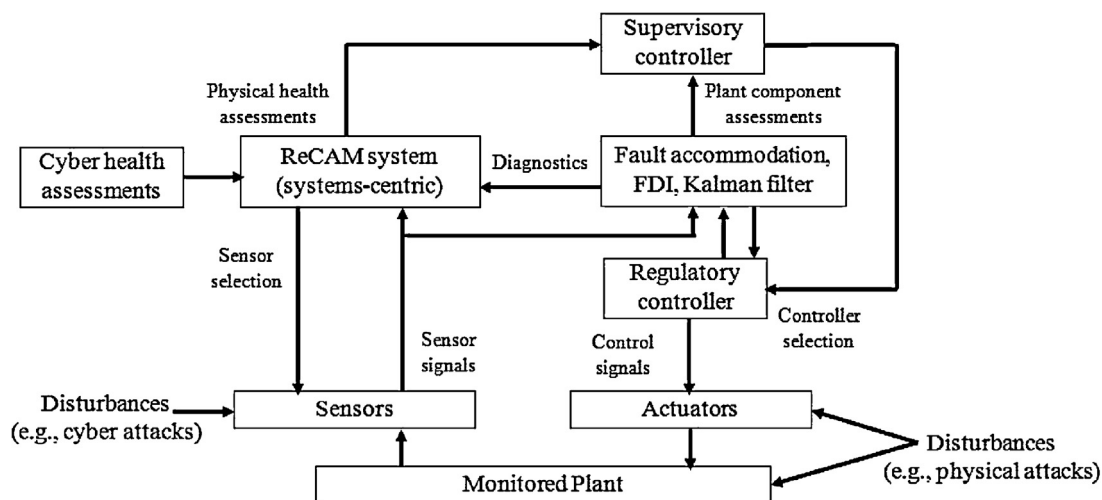 Supervisory
controller
Physical health
assessments
Plant component
assessments
Cyber health
assessments
ReCAM system
(systems-centric)
Diagnostics
Fault accommodation,
FDI, Kalman filter
Sensor
selection
Regulatory
controller
Sensor
signals
Control
signals
Controller
selection
Disturbances
(e.g., cyber attacks)
Sensors
Actuators
Disturbances
(e.g., physical attacks)
Monitored Plant